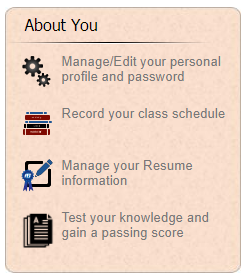 About You
Manage/Edit your personal
profile and password
Record your class schedule
Manage your Resume
information
Test your knowledge and
gain a passing score